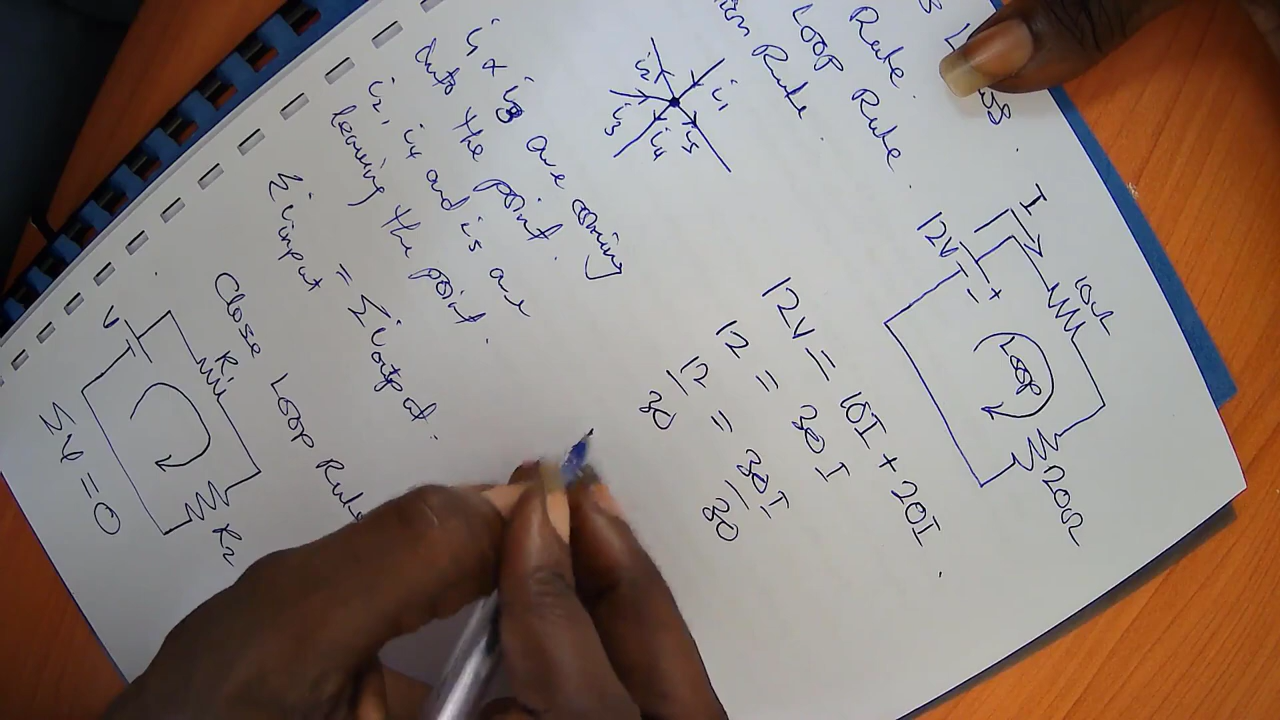 Rule.
Loop Rule.
Rule.
i1
i2
i3
i4
i5
i1 & i3 are coming
into the point.
i2, i4 and i5 are
leaving the point.
Σi input = Σi output.
Close Loop Rule
V
R1
R2
Σv = 0
I
12V
+
-
10Ω
Loop
20Ω
12V = 10I + 20I
12 = 30I
12/30 = 30I/30